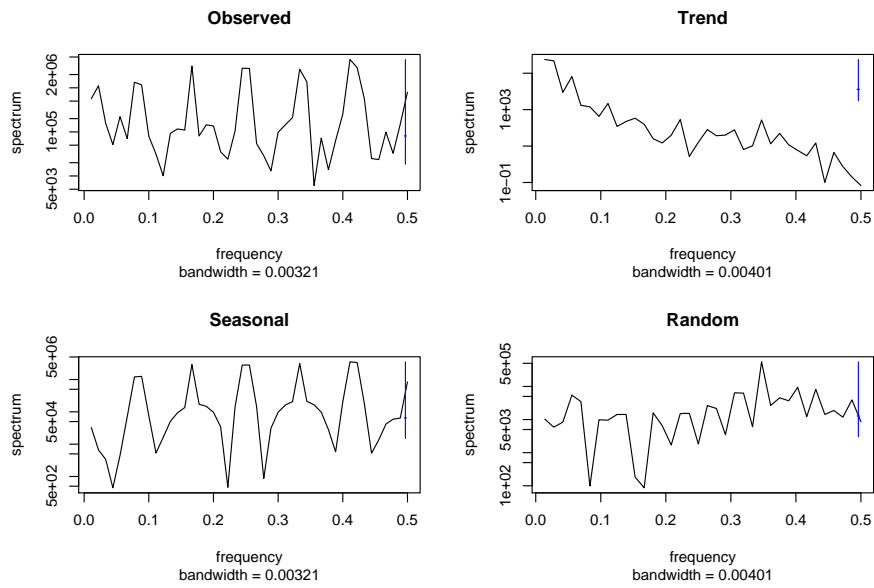 Observed
spectrum
5e+03 1e+05 2e+06
0.0 0.1 0.2 0.3 0.4 0.5
frequency
bandwidth = 0.00321
Trend
spectrum
1e−01 1e+03
0.0 0.1 0.2 0.3 0.4 0.5
frequency
bandwidth = 0.00401
Seasonal
spectrum
5e+02 5e+04 5e+06
0.0 0.1 0.2 0.3 0.4 0.5
frequency
bandwidth = 0.00321
Random
spectrum
1e+02 5e+03 5e+05
0.0 0.1 0.2 0.3 0.4 0.5
frequency
bandwidth = 0.00401